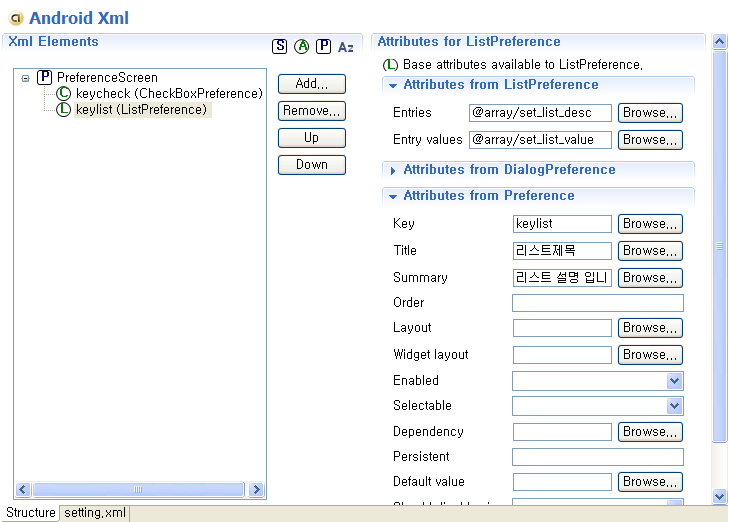 Android Xml
Xml Elements
S A P Az
P PreferenceScreen
C keycheck (CheckBoxPreference)
L keylist (ListPreference)
Add...
Remove...
Up
Down
Attributes for ListPreference
L Base attributes available to ListPreference.
Attributes from ListPreference
Entries @array/set_list_desc Browse...
Entry values @array/set_list_value Browse...
Attributes from DialogPreference
Attributes from Preference
Key keylist Browse...
Title 리스트제목 Browse...
Summary 리스트 설명 입니 Browse...
Order
Layout Browse...
Widget layout Browse...
Enabled
Selectable
Dependency Browse...
Persistent
Default value Browse...
Structure setting.xml